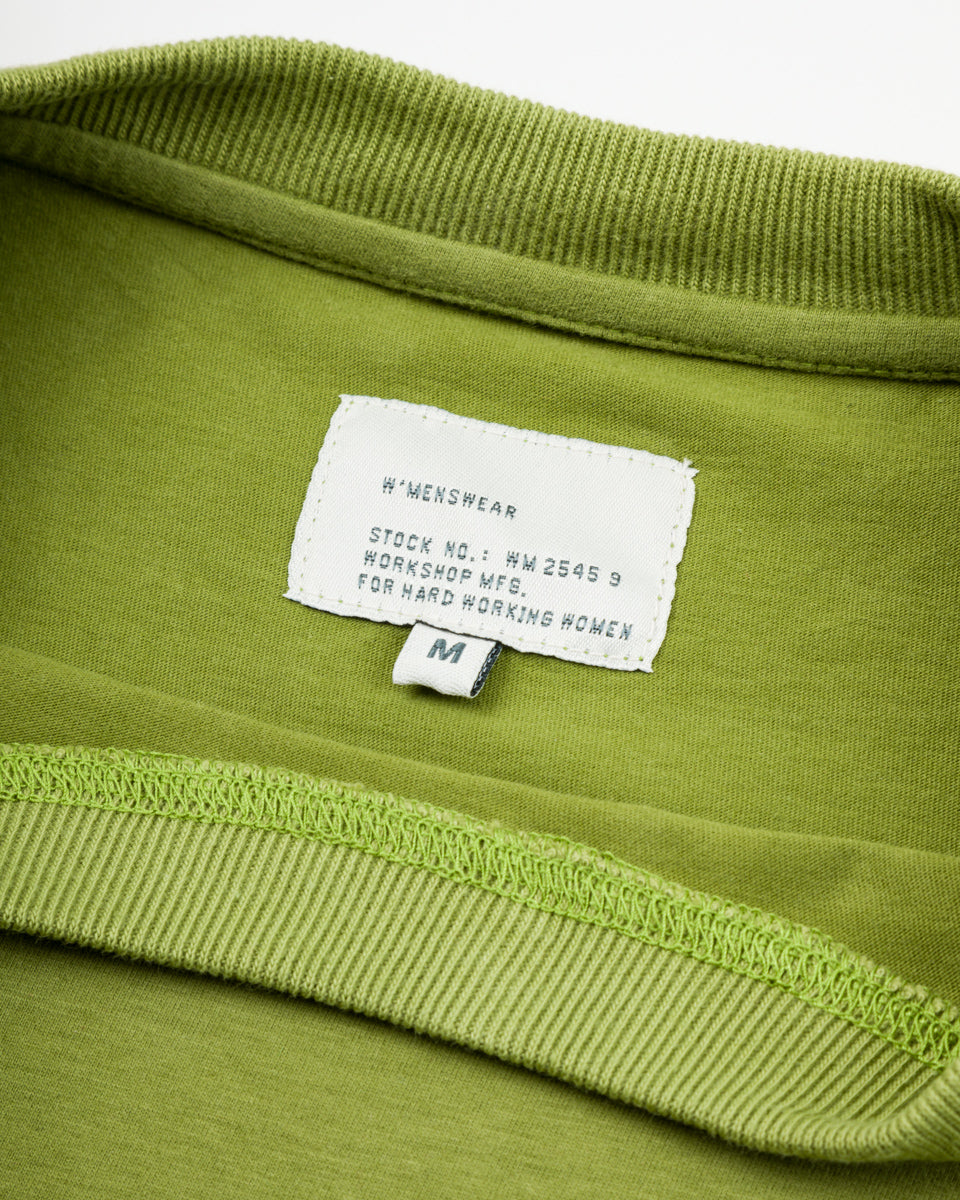 W'MENSWEAR
STOCK NO.: WM 2545 9
WORKSHOP MFG.
FOR HARD WORKING WOMEN
M